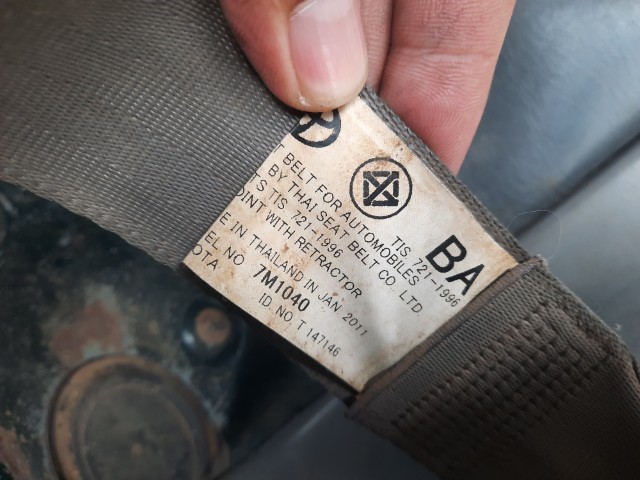 TIS 721-1996
BA
BELT FOR AUTOMOBILES
BY THAI SEAT BELT CO. LTD.
TS TIS 721-1996
OINT WITH RETRACTOR
E IN THAILAND IN JAN 2011
EL NO 7M1040
OTA ID NO T 147146